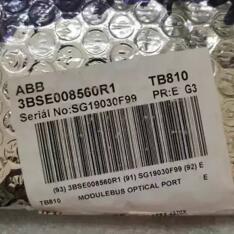 ABB
3BSE008560R1 TB810
Serial No:SG19030F99 PR:E G3
(93) 3BSE008560R1 (91) SG19030F99 (92) E
TB810 MODULEBUS OPTICAL PORT E